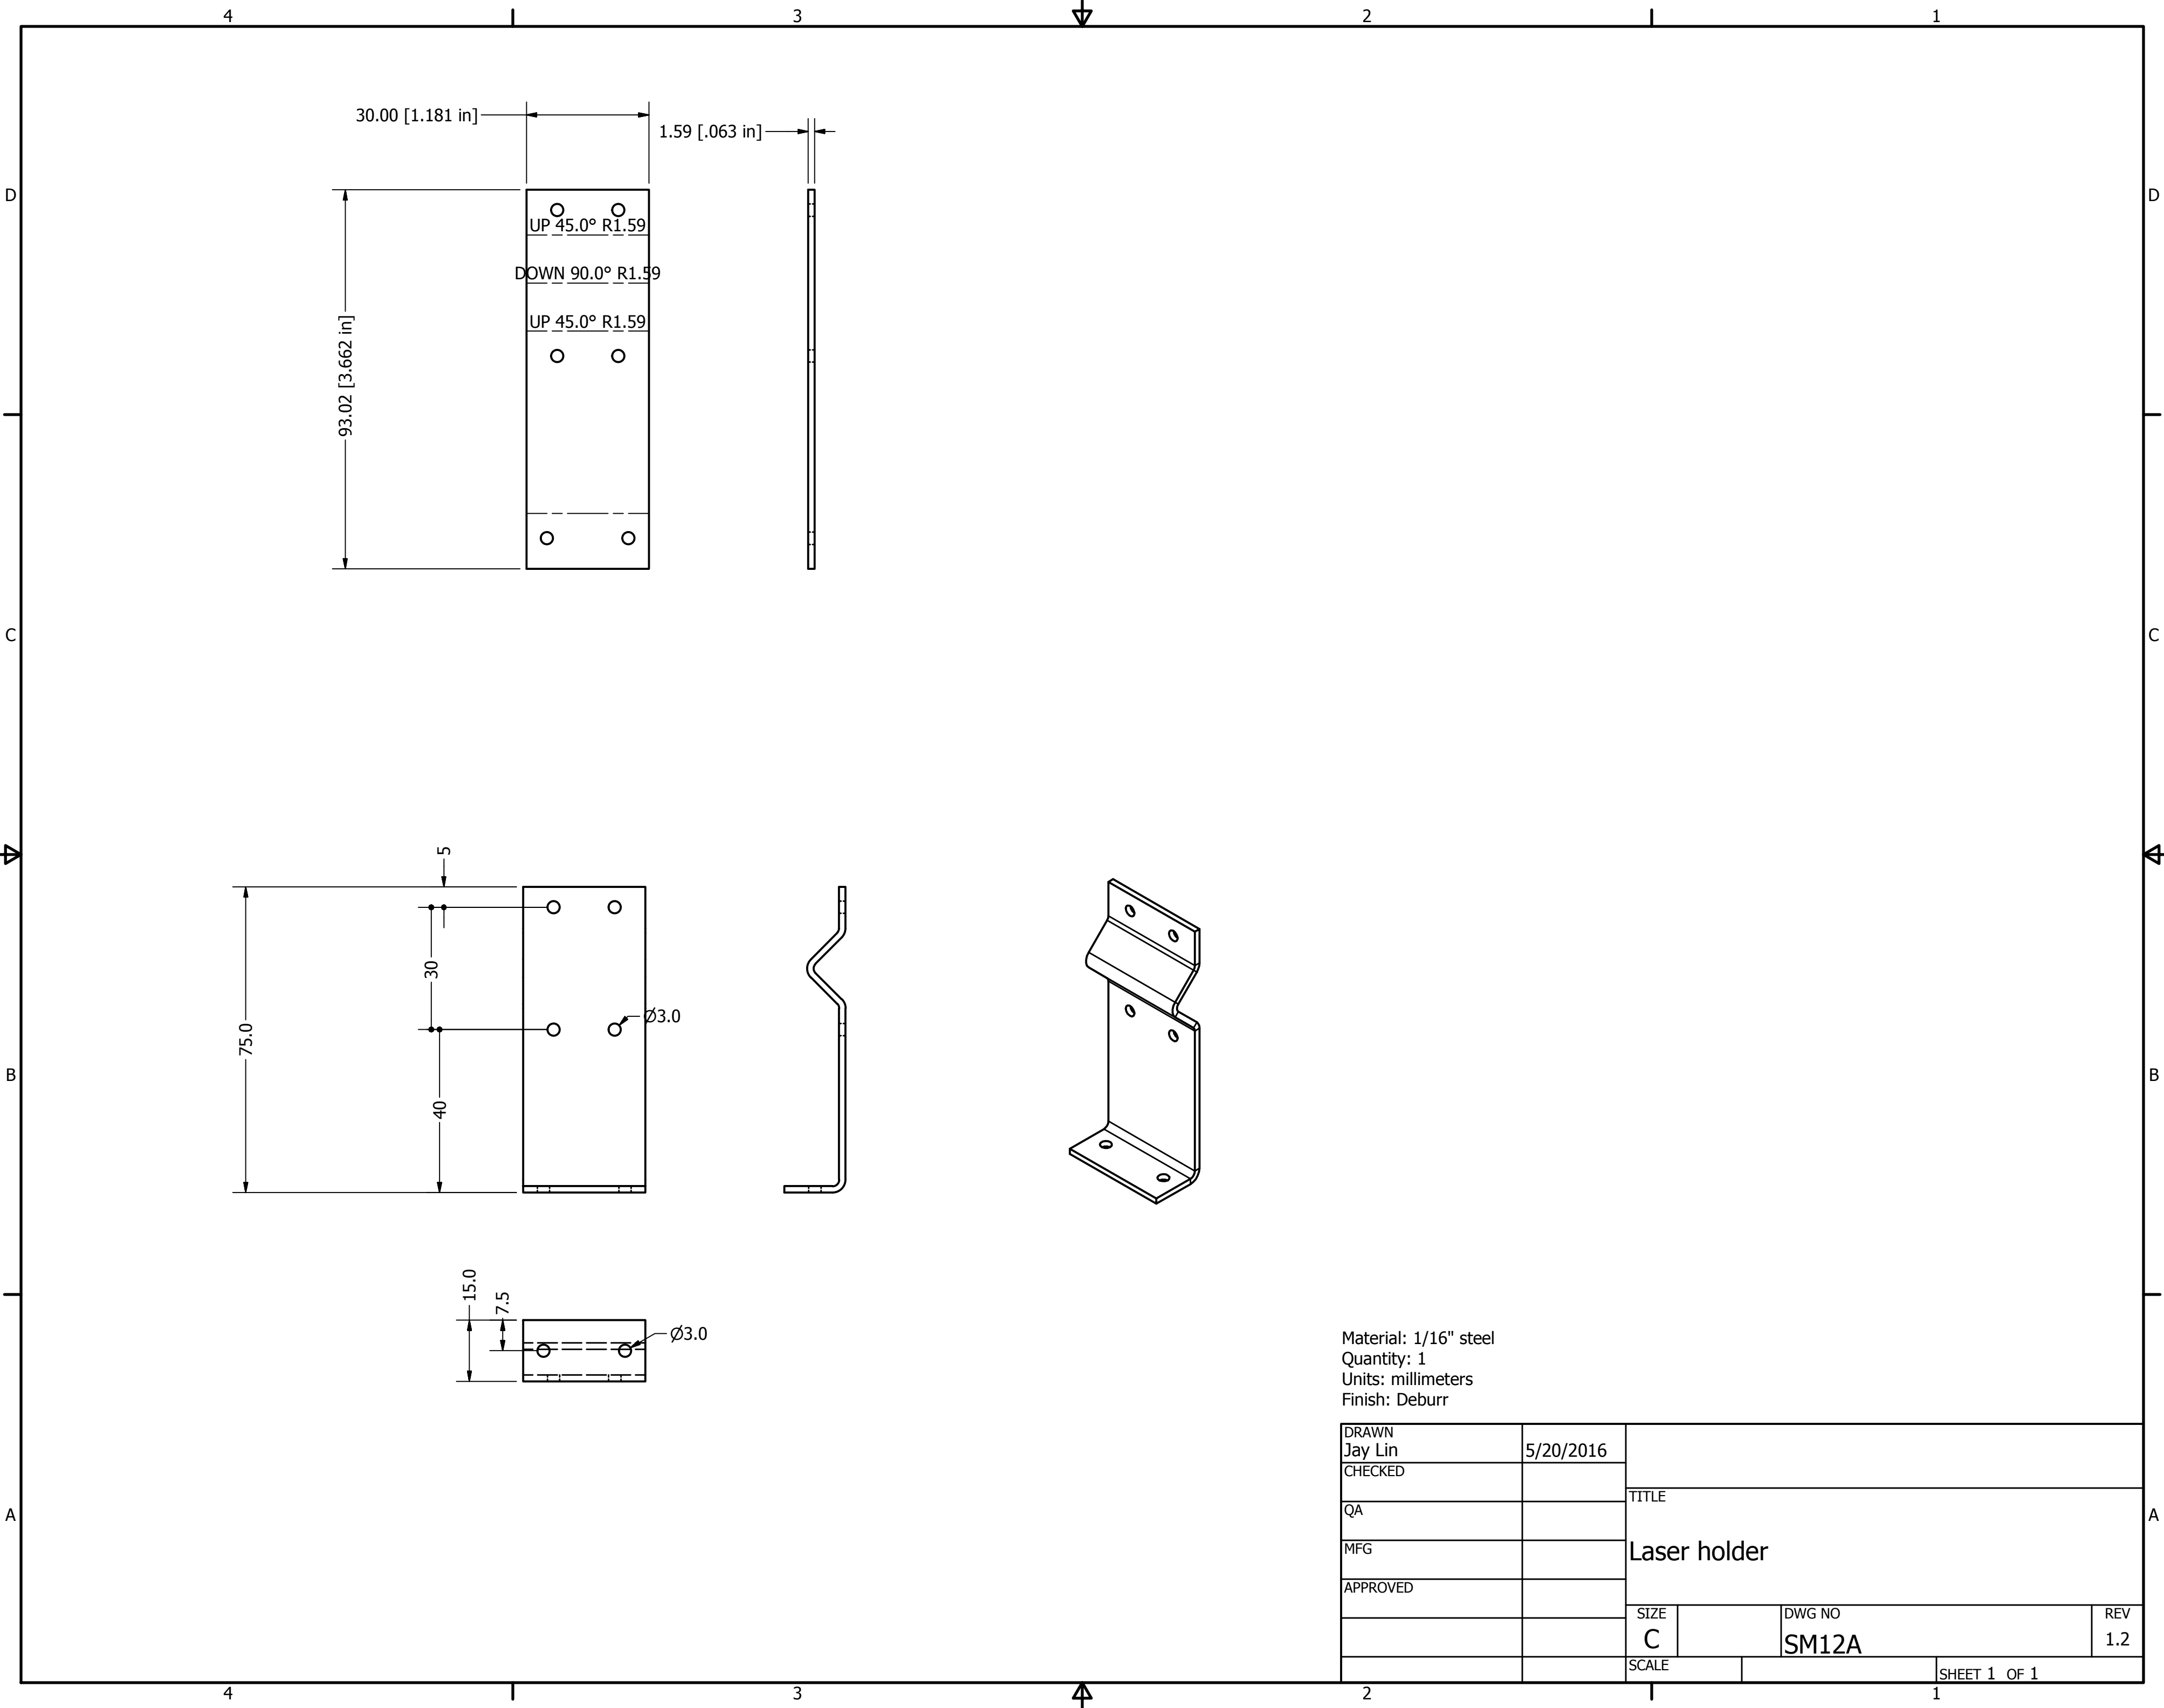 4 3 2 1
30.00 [1.181 in]
1.59 [.063 in]
D D
UP 45.0° R1.59
DOWN 90.0° R1.59
UP 45.0° R1.59
93.02 [3.662 in]
C C
5
30
Ø3.0
75.0
40
B B
15.0
7.5
Ø3.0
Material: 1/16" steel
Quantity: 1
Units: millimeters
Finish: Deburr
DRAWN
Jay Lin 5/20/2016
CHECKED
TITLE
QA
A A
MFG
Laser holder
APPROVED
SIZE DWG NO REV
C SM12A 1.2
SCALE
SHEET 1 OF 1
4 3 2 1